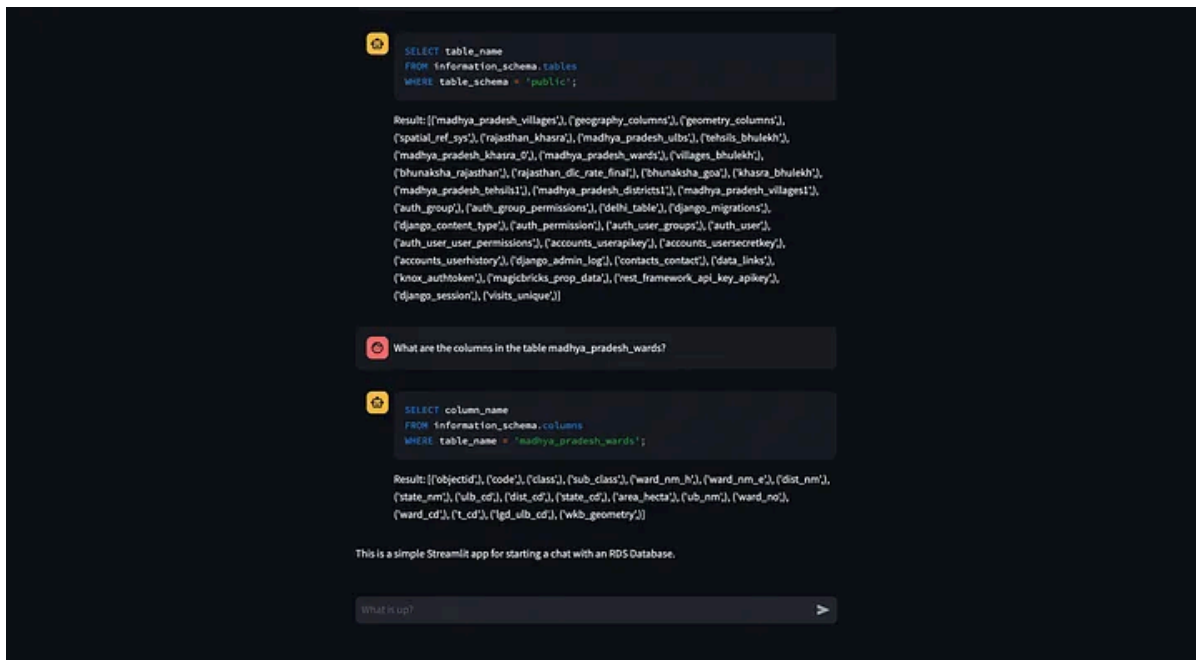 SELECT table_name
FROM information_schema.tables
WHERE table_schema = 'public';
Result: [('madhya_pradesh_villages',), ('geography_columns',), ('geometry_columns',),
('spatial_ref_sys',), ('rajasthan_khasra',), ('madhya_pradesh_ulbs',), ('tehsils_bhulekh',),
('madhya_pradesh_khasra_0',), ('madhya_pradesh_wards',), ('villages_bhulekh',),
('bhunaksha_rajasthan',), ('rajasthan_dlc_rate_final',), ('bhunaksha_goa',), ('khasra_bhulekh',),
('madhya_pradesh_tehsils1',), ('madhya_pradesh_districts1',), ('madhya_pradesh_villages1',),
('auth_group',), ('auth_group_permissions',), ('delhi_table',), ('django_migrations',),
('django_content_type',), ('auth_permission',), ('auth_user_groups',), ('auth_user',),
('auth_user_user_permissions',), ('accounts_userapikey',), ('accounts_usersecretkey',),
('accounts_userhistory',), ('django_admin_log',), ('contacts_contact',), ('data_links',),
('knox_authtoken',), ('magicbricks_prop_data',), ('rest_framework_api_key_apikey',),
('django_session',), ('visits_unique',)]
What are the columns in the table madhya_pradesh_wards?
SELECT column_name
FROM information_schema.columns
WHERE table_name = 'madhya_pradesh_wards';
Result: [('objectid',), ('code',), ('class',), ('sub_class',), ('ward_nm_h',), ('ward_nm_e',), ('dist_nm',),
('state_nm',), ('ulb_cd',), ('dist_cd',), ('state_cd',), ('area_hecta',), ('ub_nm',), ('ward_no',),
('ward_cd',), ('t_cd',), ('lgd_ulb_cd',), ('wkb_geometry',)]
This is a simple Streamlit app for starting a chat with an RDS Database.
What is up?